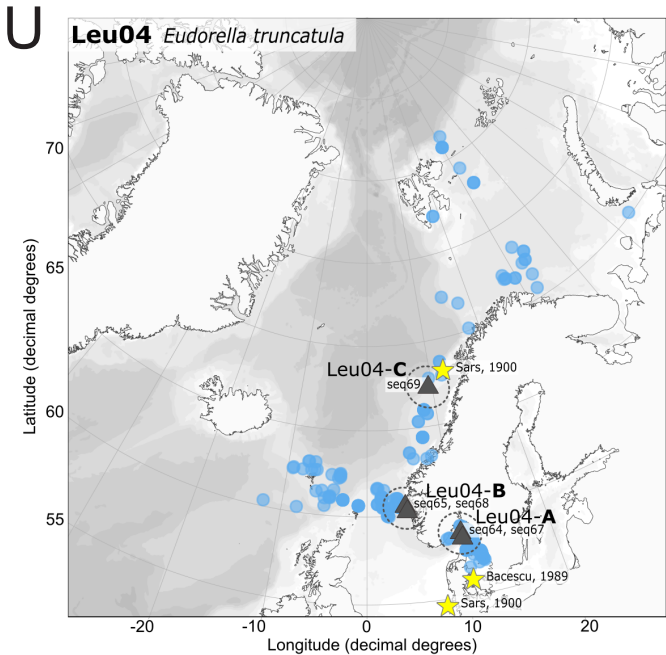 U
Leu04 Eudorella truncatula
70
65
60
55
Latitude (decimal degrees)
Sars, 1900
Leu04-C
seq69
Leu04-B
seq65, seq68
Leu04-A
seq64, seq67
Bacescu, 1989
Sars, 1900
-20 -10 0 10 20
Longitude (decimal degrees)